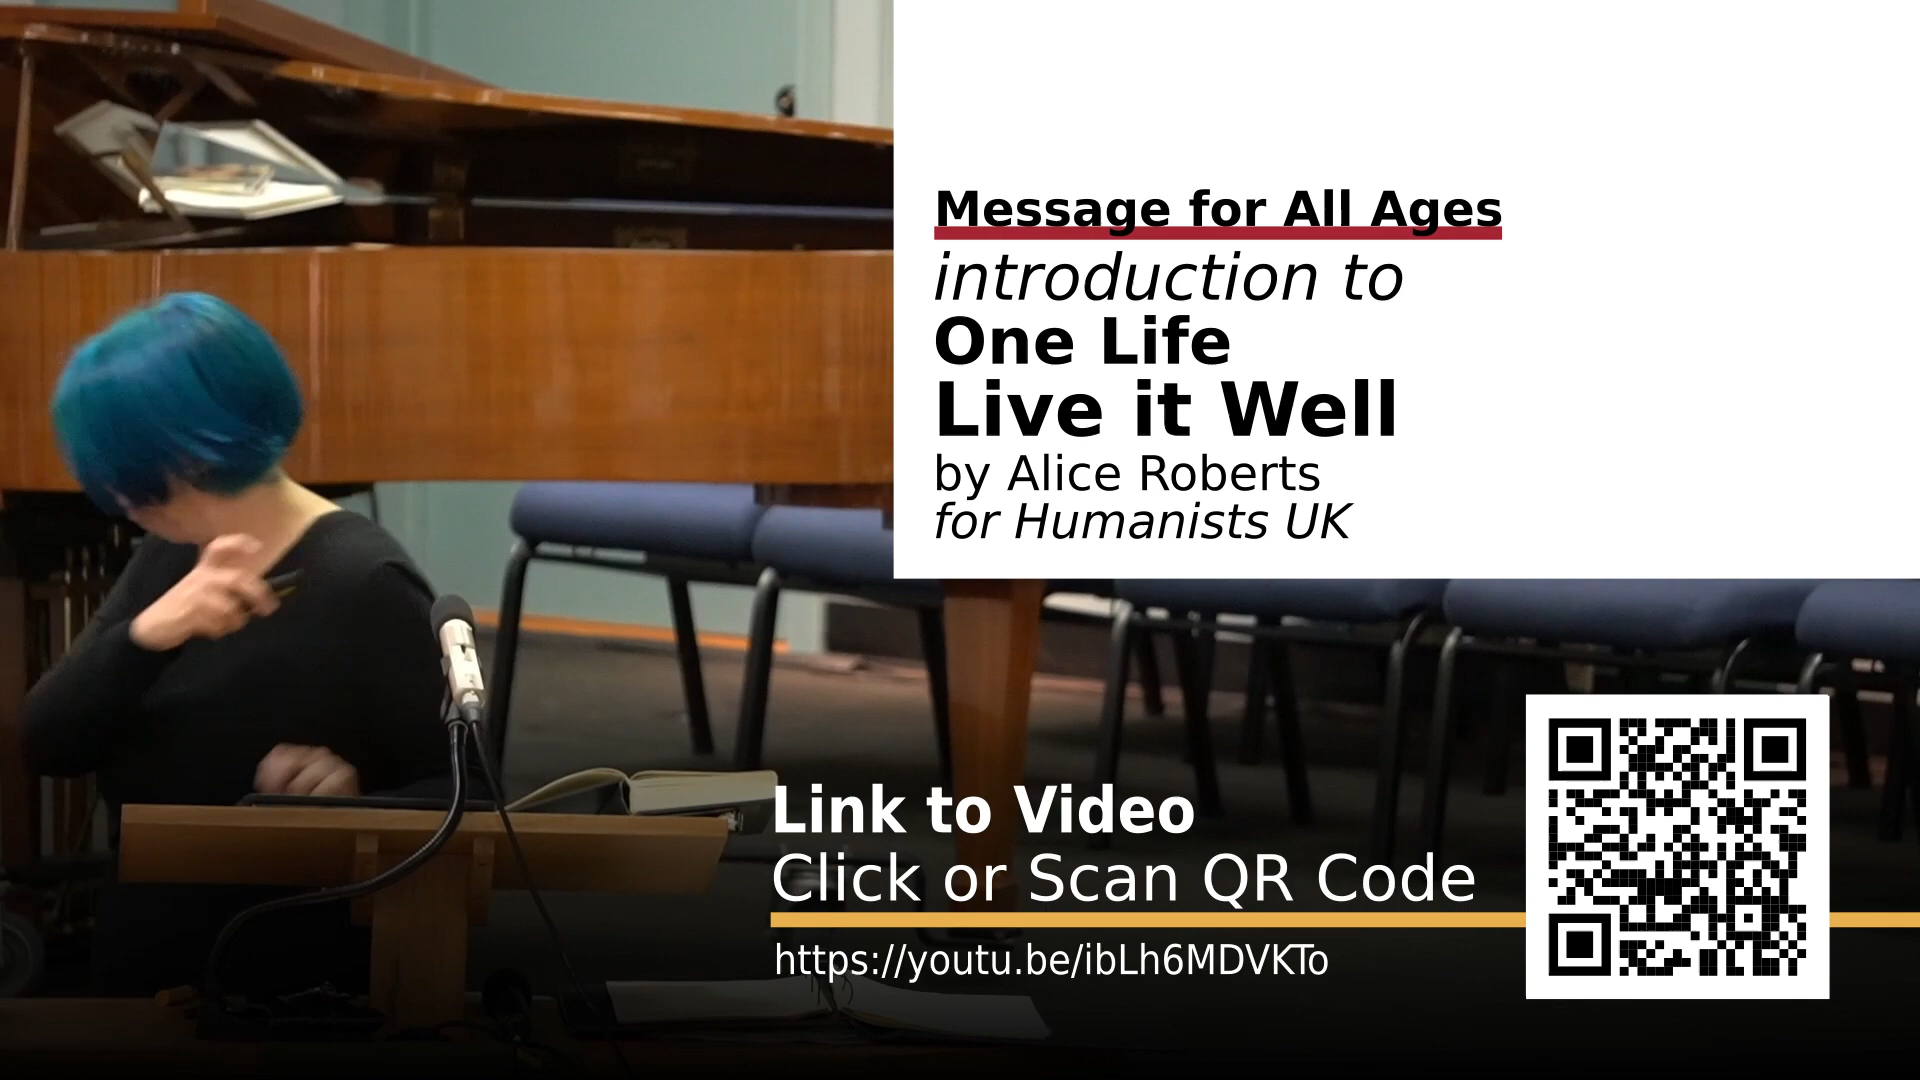 Message for All Ages
introduction to
One Life
Live it Well
by Alice Roberts
for Humanists UK
Link to Video
Click or Scan QR Code
https://youtu.be/ibLh6MDVKTo